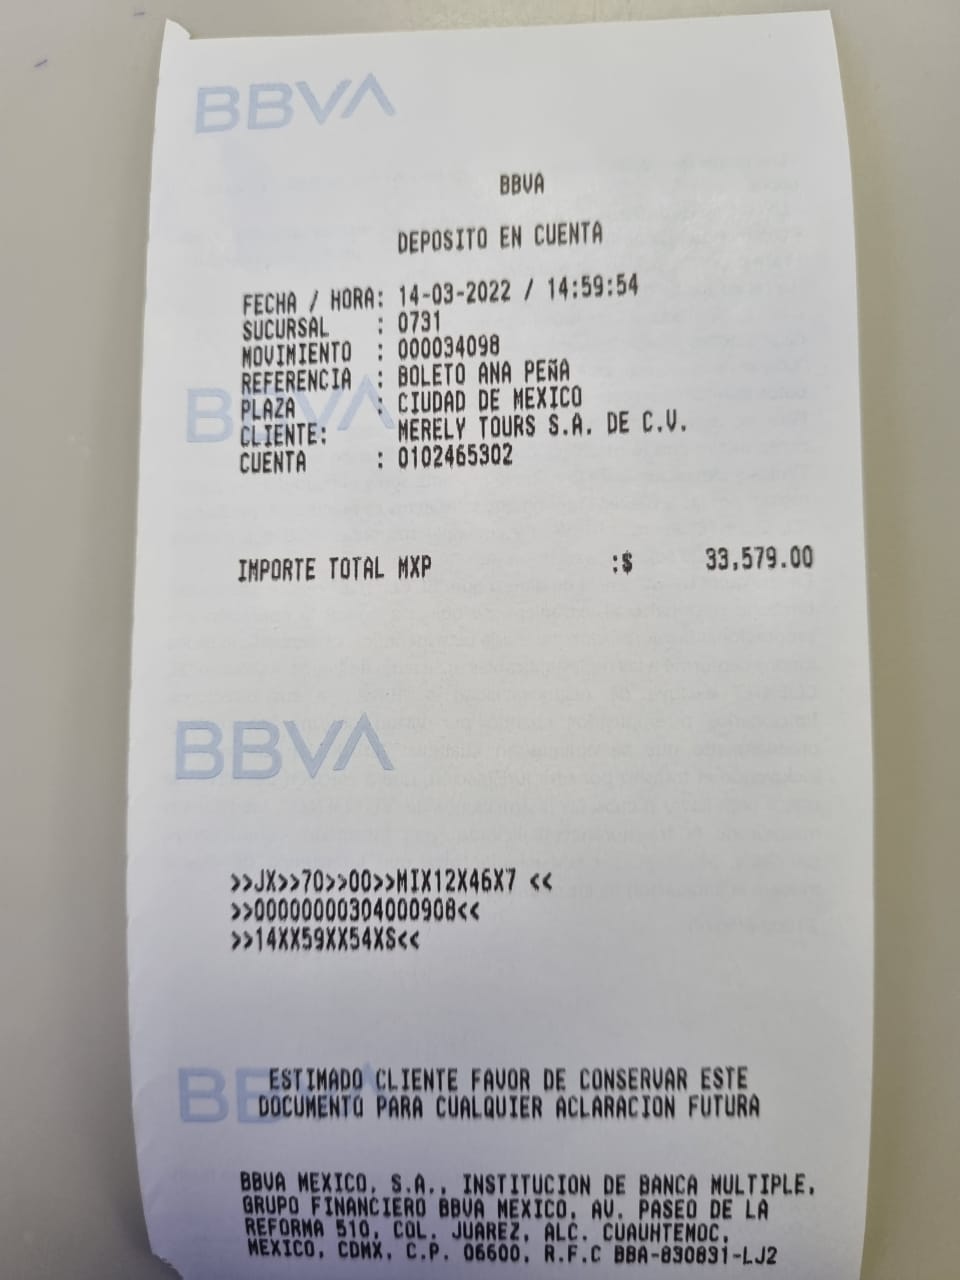 BBVA
BBVA
DEPOSITO EN CUENTA
FECHA / HORA: 14-03-2022 / 14:59:54
SUCURSAL : 0731
MOVIMIENTO : 000034098
REFERENCIA : BOLETO ANA PEÑA
BBVA
PLAZA : CIUDAD DE MEXICO
CLIENTE: MERELY TOURS S.A. DE C.V.
CUENTA : 0102465302
IMPORTE TOTAL MXP :$ 33,579.00
BBVA
>>JX>>70>>00>>MIX12X46X7 <<
>>00000000304000908<<
>>14XX59XX54XS<<
BBVA
ESTIMADO CLIENTE FAVOR DE CONSERVAR ESTE
DOCUMENTO PARA CUALQUIER ACLARACION FUTURA
BBVA MEXICO, S.A., INSTITUCION DE BANCA MULTIPLE,
GRUPO FINANCIERO BBVA MEXICO, AV. PASEO DE LA
REFORMA 510, COL. JUAREZ, ALC. CUAUHTEMOC,
MEXICO, CDMX, C.P. 06600, R.F.C BBA-830831-LJ2